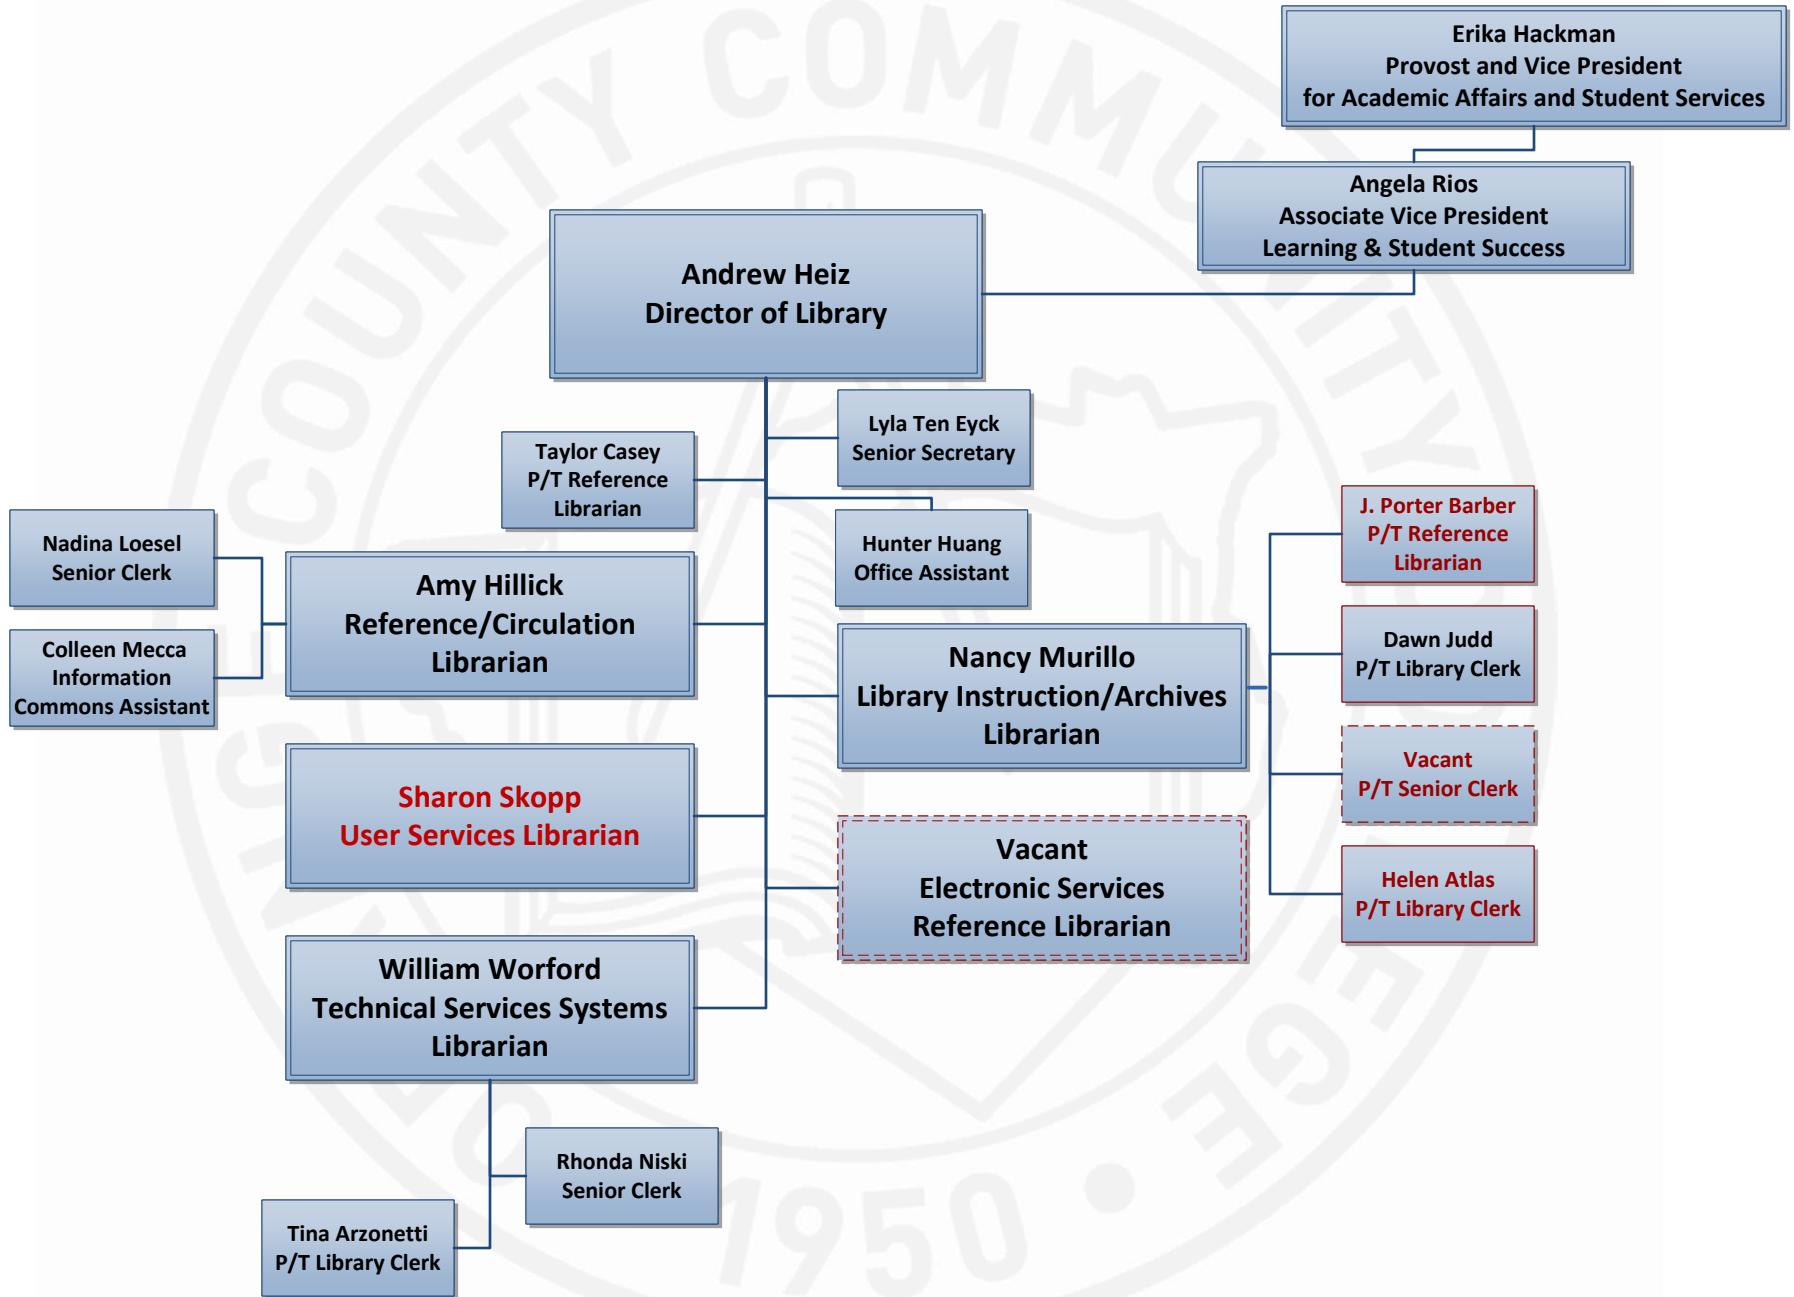 Erika Hackman
Provost and Vice President
for Academic Affairs and Student Services
Angela Rios
Associate Vice President
Learning & Student Success
Andrew Heiz
Director of Library
Lyla Ten Eyck
Senior Secretary
Taylor Casey
P/T Reference
Librarian
Hunter Huang
Office Assistant
Nadina Loesel
Senior Clerk
Colleen Mecca
Information
Commons Assistant
Amy Hillick
Reference/Circulation
Librarian
Nancy Murillo
Library Instruction/Archives
Librarian
J. Porter Barber
P/T Reference
Librarian
Dawn Judd
P/T Library Clerk
Vacant
P/T Senior Clerk
Helen Atlas
P/T Library Clerk
Sharon Skopp
User Services Librarian
Vacant
Electronic Services
Reference Librarian
William Worford
Technical Services Systems
Librarian
Rhonda Niski
Senior Clerk
Tina Arzonetti
P/T Library Clerk
COUNTY COMMUNITY
1950